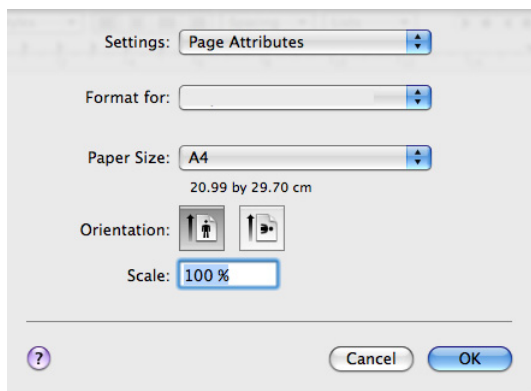 Settings: Page Attributes
Format for:
Paper Size: A4
20.99 by 29.70 cm
Orientation:
Scale: 100 %
? Cancel OK